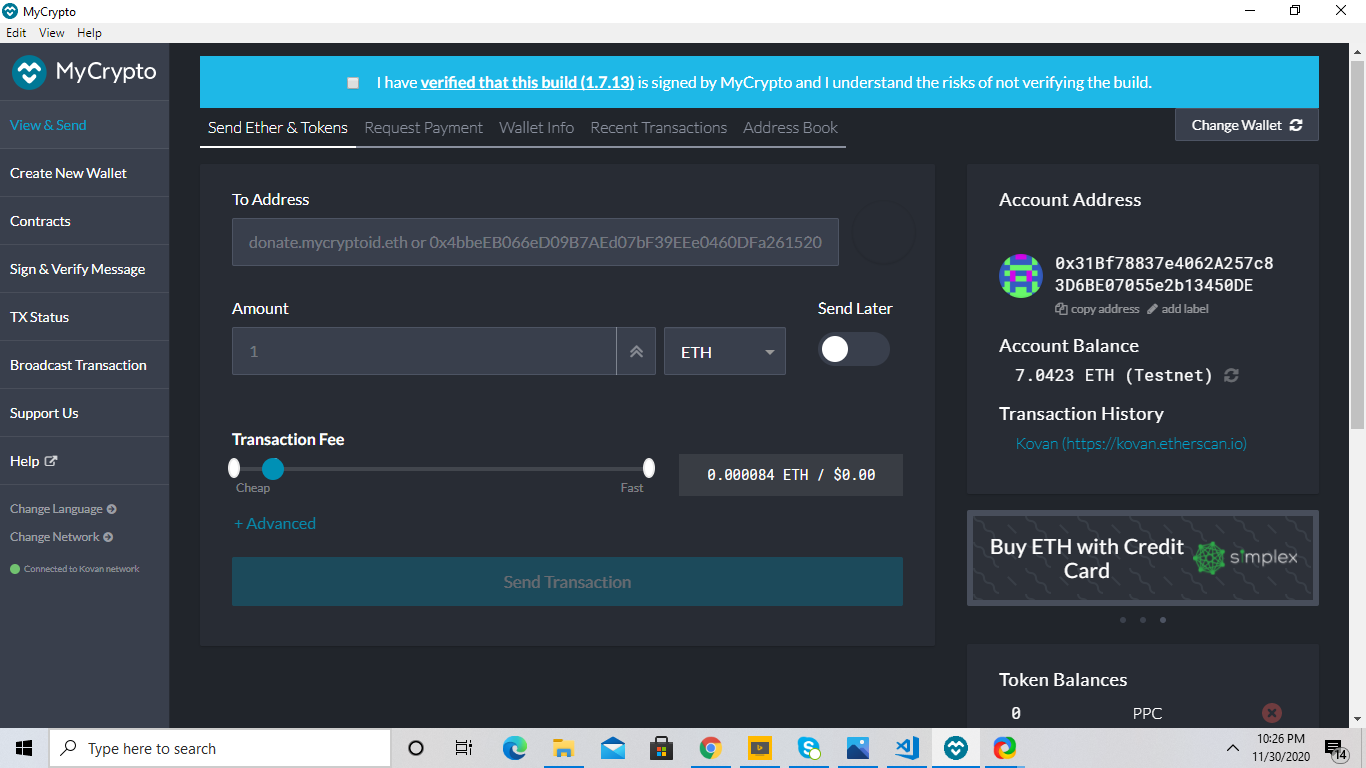 MyCrypto
Edit View Help
MyCrypto
I have verified that this build (1.7.13) is signed by MyCrypto and I understand the risks of not verifying the build.
View & Send
Create New Wallet
Contracts
Sign & Verify Message
TX Status
Broadcast Transaction
Support Us
Help
Change Language
Change Network
Connected to Kovan network
Send Ether & Tokens Request Payment Wallet Info Recent Transactions Address Book
Change Wallet
To Address
donate.mycryptoid.eth or 0x4bbeEB066eD09B7AEd07bF39EEe0460DFa261520
Amount
Send Later
1
ETH
Transaction Fee
Cheap
Fast
0.000084 ETH / $0.00
+ Advanced
Send Transaction
Account Address
0x31Bf78837e4062A257c8
3D6BE07055e2b13450DE
copy address add label
Account Balance
7.0423 ETH (Testnet)
Transaction History
Kovan (https://kovan.etherscan.io)
Buy ETH with Credit
Card
simplex
Token Balances
0 PPC
Type here to search
10:26 PM
11/30/2020
14